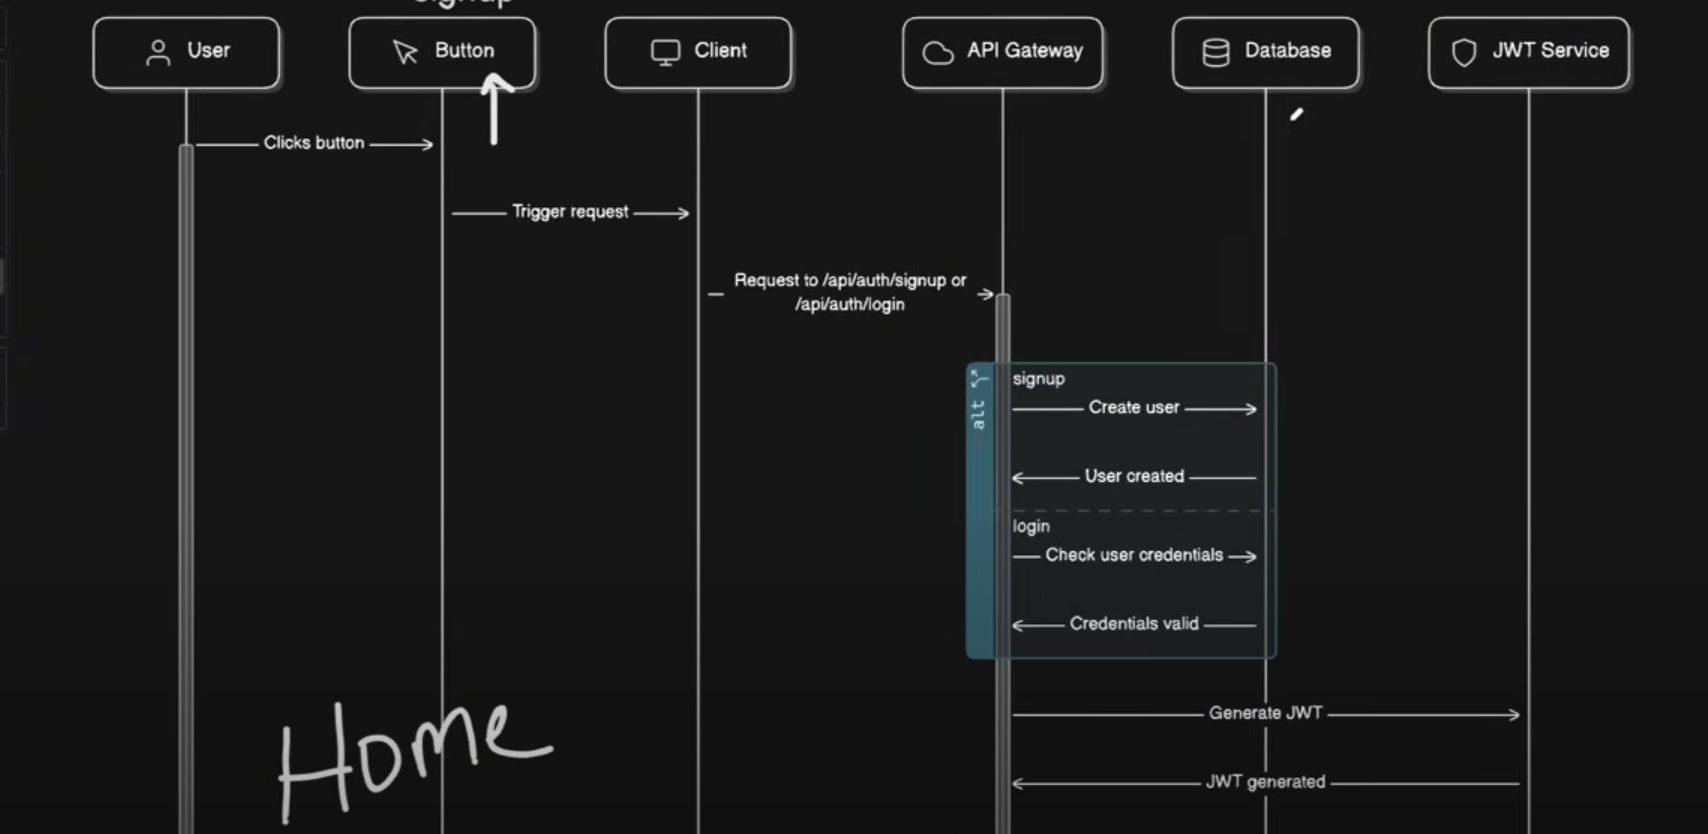 signup
User
Button
Client
API Gateway
Database
JWT Service
Clicks button
Trigger request
Request to /api/auth/signup or
/api/auth/login
alt
signup
Create user
User created
login
Check user credentials
Credentials valid
Generate JWT
JWT generated
Home